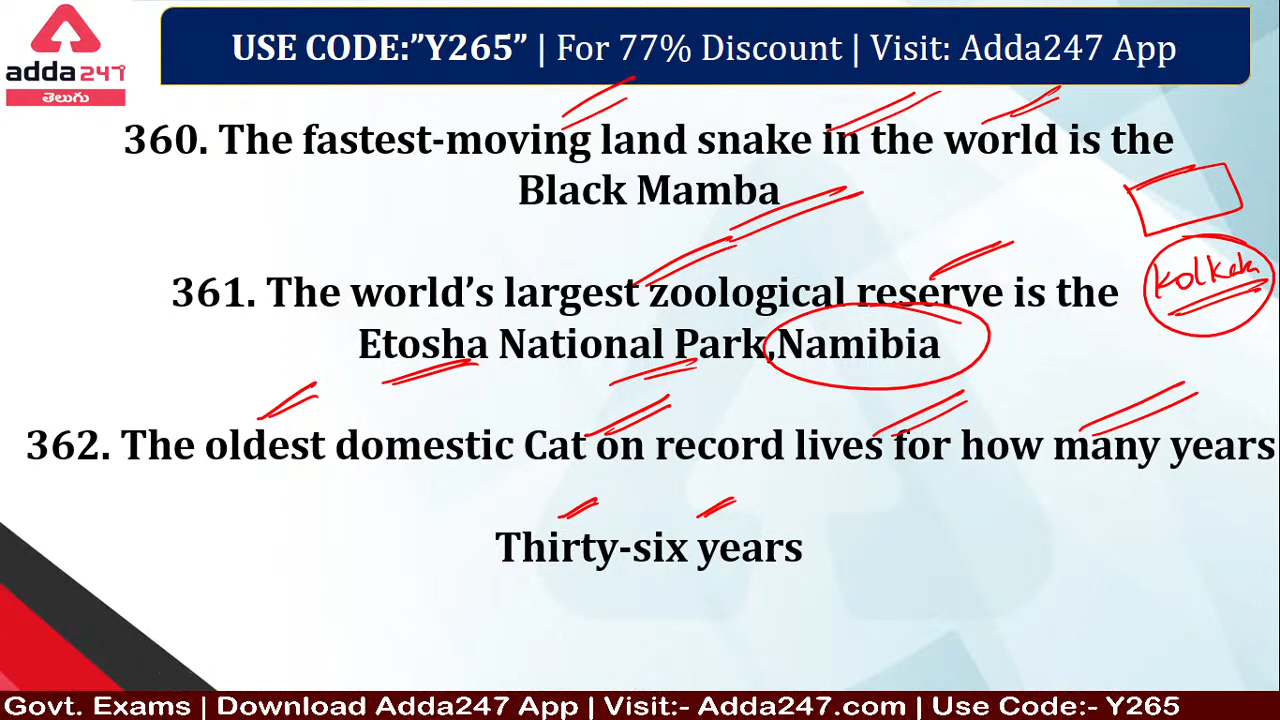 USE CODE:”Y265” | For 77% Discount | Visit: Adda247 App
adda247
తెలుగు
360. The fastest-moving land snake in the world is the
Black Mamba
361. The world’s largest zoological reserve is the
Kolkata
Etosha National Park,Namibia
362. The oldest domestic Cat on record lives for how many years
Thirty-six years
Govt. Exams | Download Adda247 App | Visit:- Adda247.com | Use Code:- Y265